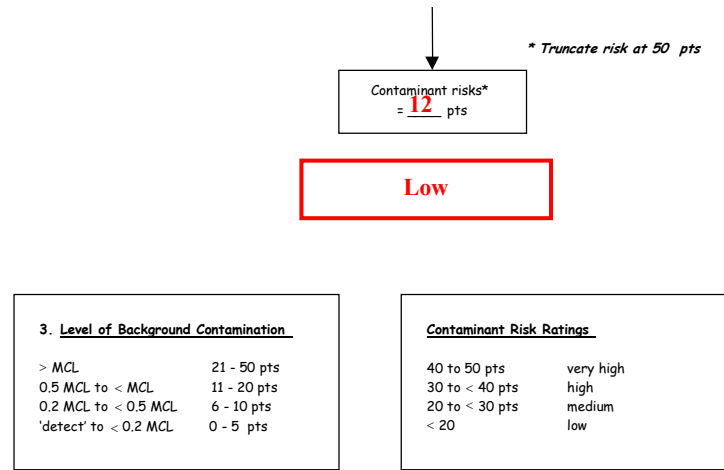 * Truncate risk at 50 pts
Contaminant risks*
= 12 pts
Low
3. Level of Background Contamination
> MCL 21 - 50 pts
0.5 MCL to < MCL 11 - 20 pts
0.2 MCL to < 0.5 MCL 6 - 10 pts
'detect' to < 0.2 MCL 0 - 5 pts
Contaminant Risk Ratings
40 to 50 pts very high
30 to < 40 pts high
20 to < 30 pts medium
< 20 low